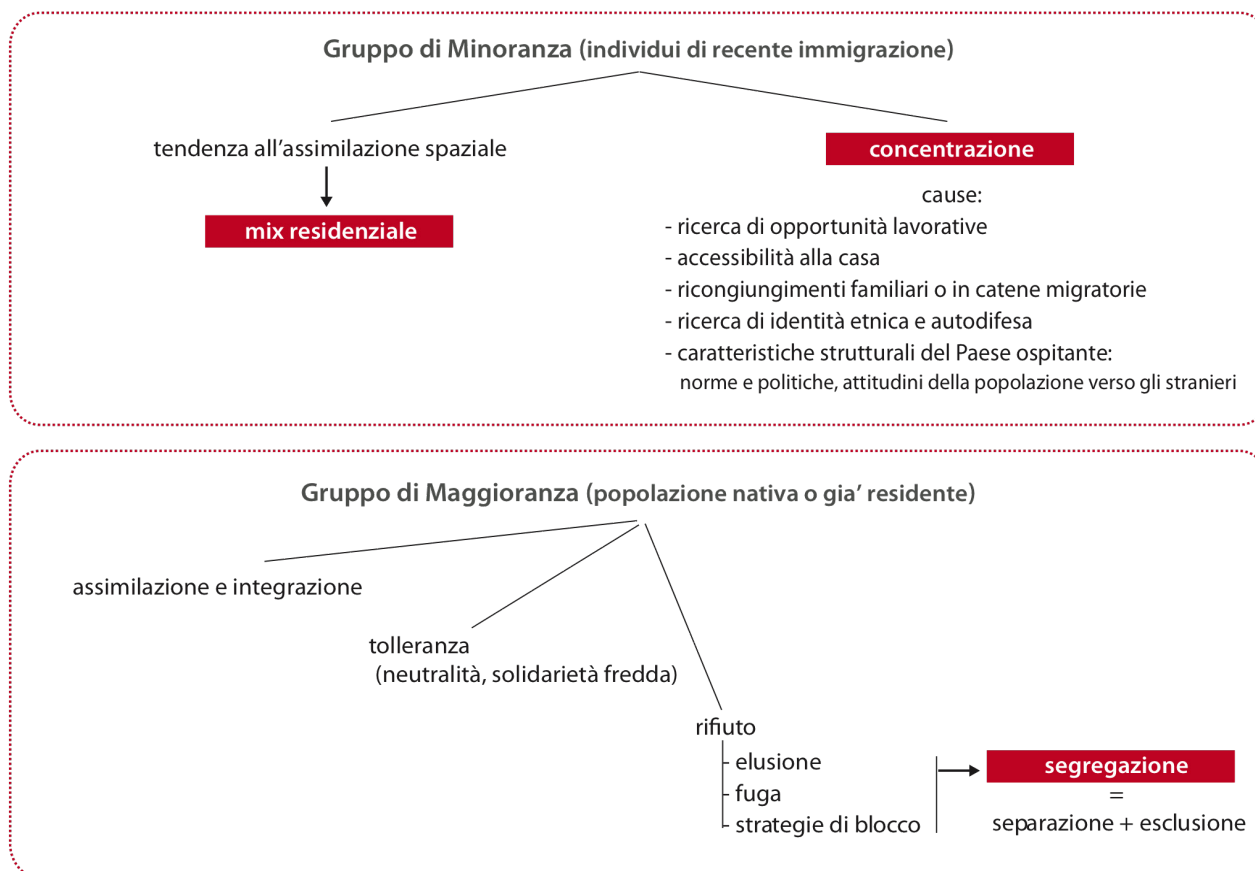 Gruppo di Minoranza (individui di recente immigrazione)
tendenza all'assimilazione spaziale
mix residenziale
concentrazione
cause:
- ricerca di opportunità lavorative
- accessibilità alla casa
- ricongiungimenti familiari o in catene migratorie
- ricerca di identità etnica e autodifesa
- caratteristiche strutturali del Paese ospitante:
norme e politiche, attitudini della popolazione verso gli stranieri
Gruppo di Maggioranza (popolazione nativa o gia' residente)
assimilazione e integrazione
tolleranza
(neutralità, solidarietà fredda)
rifiuto
- elusione
- fuga
- strategie di blocco
segregazione
=
separazione + esclusione